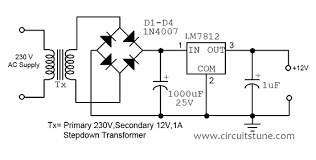 D1-D4
1N4007
LM7812
230 V
AC Supply
Tx
1
IN
OUT
3
COM
2
+
1000uF
25V
+
1uF
+12V
Tx= Primary 230V,Secondary 12V,1A
Stepdown Transformer
www.circuitstune.com